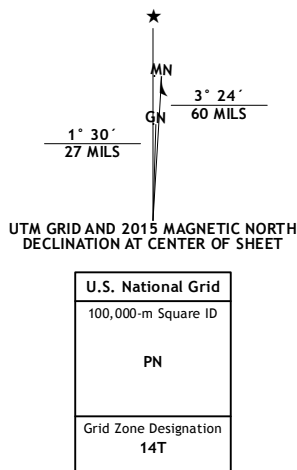 MN
3° 24´
60 MILS
GN
1° 30´
27 MILS
UTM GRID AND 2015 MAGNETIC NORTH
DECLINATION AT CENTER OF SHEET
U.S. National Grid
100,000-m Square ID
PN
Grid Zone Designation
14T